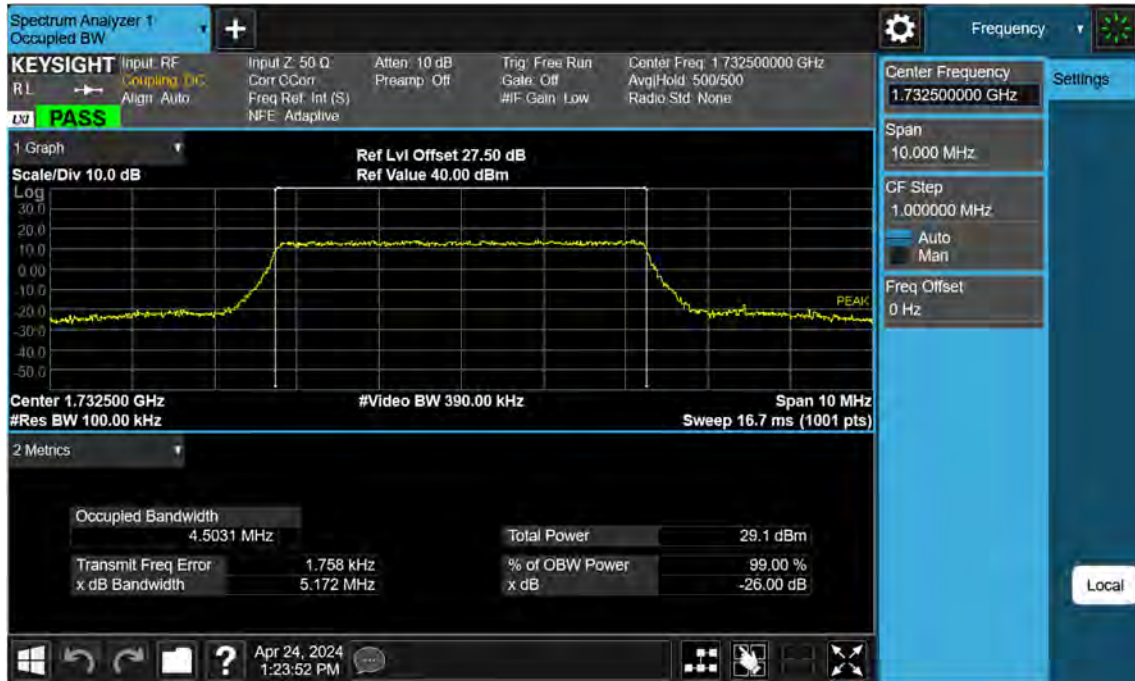 Spectrum Analyzer 1
Occupied BW
+
Frequency
KEYSIGHT
RL
LXI PASS
Input: RF
Coupling: DC
Align: Auto
Input Z: 50 Ω
Corr CCorr
Freq Ref: Int (S)
NFE: Adaptive
Atten: 10 dB
Preamp: Off
Trig: Free Run
Gate: Off
#IF Gain: Low
Center Freq: 1.732500000 GHz
Avg|Hold: 500/500
Radio Std: None
1 Graph
Scale/Div 10.0 dB
Ref Lvl Offset 27.50 dB
Ref Value 40.00 dBm
Log
30.0
20.0
10.0
0.00
-10.0
-20.0
-30.0
-40.0
-50.0
PEAK
Center 1.732500 GHz
#Video BW 390.00 kHz
Span 10 MHz
#Res BW 100.00 kHz
Sweep 16.7 ms (1001 pts)
2 Metrics
Occupied Bandwidth
4.5031 MHz
Total Power 29.1 dBm
Transmit Freq Error 1.758 kHz
% of OBW Power 99.00 %
x dB Bandwidth 5.172 MHz
x dB -26.00 dB
Center Frequency
1.732500000 GHz
Settings
Span
10.000 MHz
CF Step
1.000000 MHz
Auto
Man
Freq Offset
0 Hz
Local
?
Apr 24, 2024
1:23:52 PM